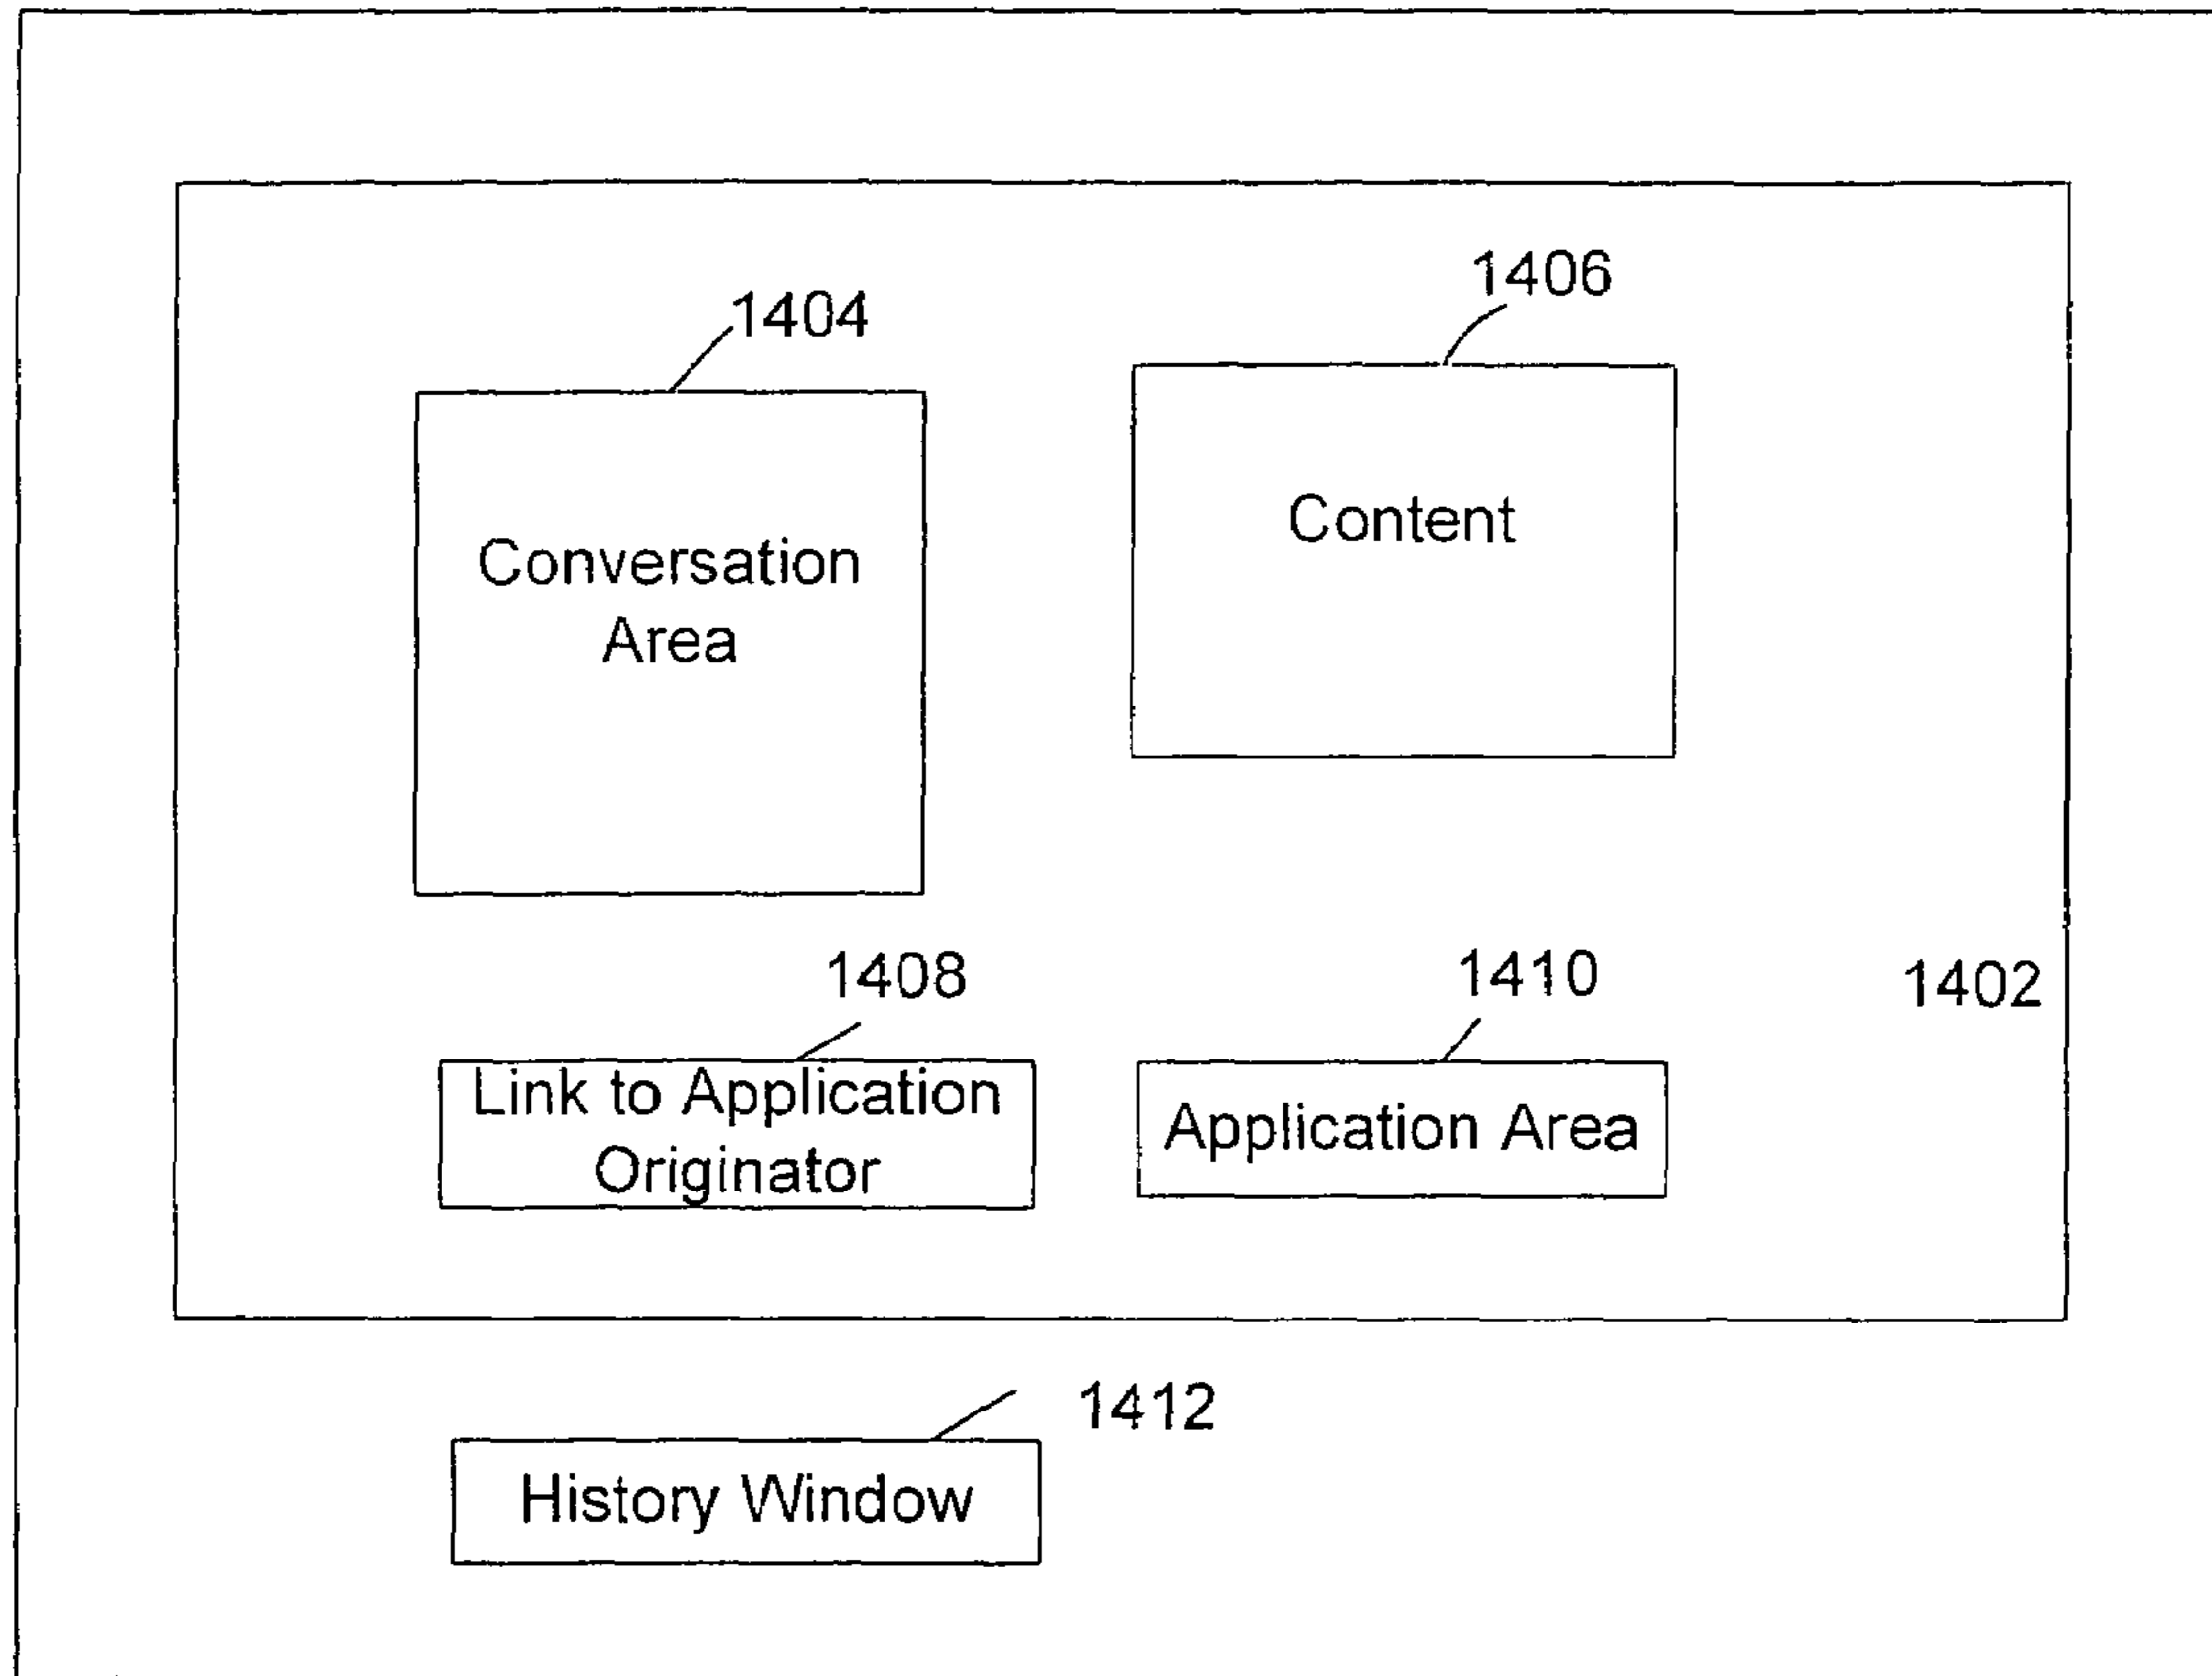 1404
1406
Conversation
Area
Content
1408
1410
1402
Link to Application
Originator
Application Area
1412
History Window